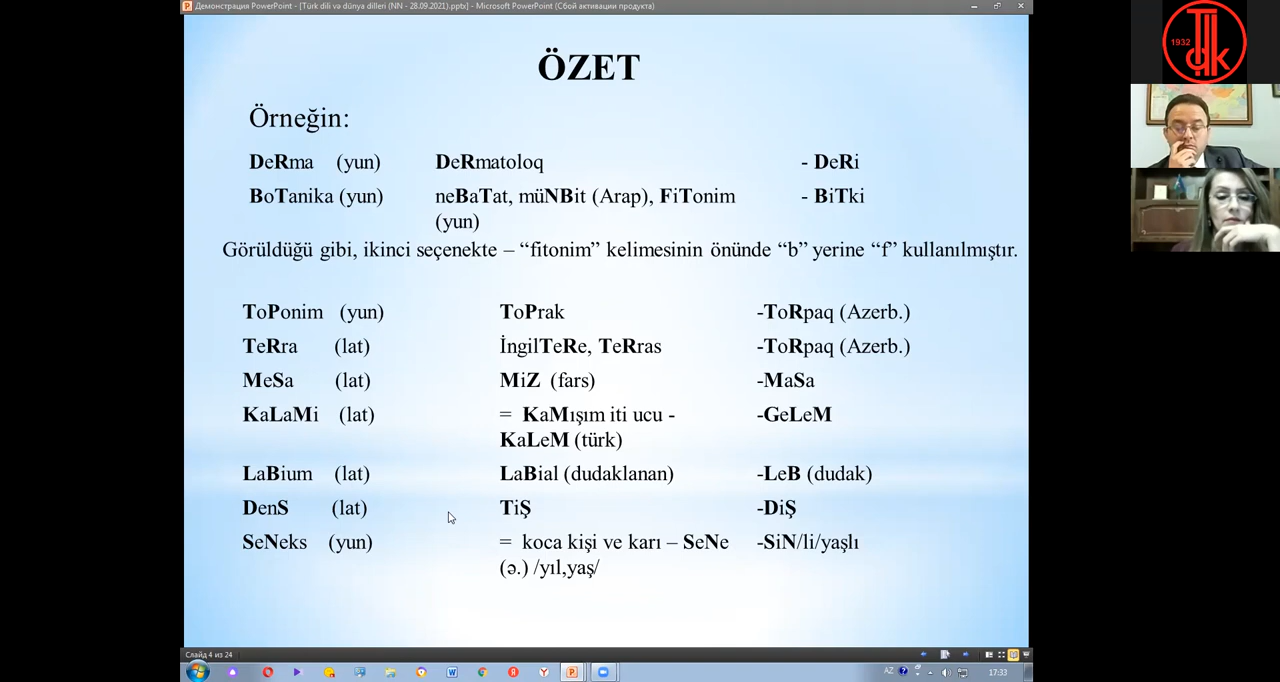 Демонстрация PowerPoint - [Türk dili və dünya dilleri (NN - 28.09.2021).pptx] - Microsoft PowerPoint (Сбой активации продукта)
1932
ÖZET
Örneğin:
DeRma (yun) DeRmatoloq - DeRi
BoTanika (yun) neBaTat, müNBit (Arap), FiTonim - BiTki
(yun)
Görüldüğü gibi, ikinci seçenekte – “fitonim” kelimesinin önünde “b” yerine “f” kullanılmıştır.
ToPonim (yun) ToPrak -ToRpaq (Azerb.)
TeRra (lat) İngilTeRe, TeRras -ToRpaq (Azerb.)
MeSa (lat) MiZ (fars) -MaSa
KaLaMi (lat) = KaMışım iti ucu - -GeLeM
KaLeM (türk)
LaBium (lat) LaBial (dudaklanan) -LeB (dudak)
DenS (lat) TiŞ -DiŞ
SeNeks (yun) = koca kişi ve karı – SeNe -SiN/li/yaşlı
(ə.) /yıl,yaş/
Слайд 4 из 24
AZ
17:33